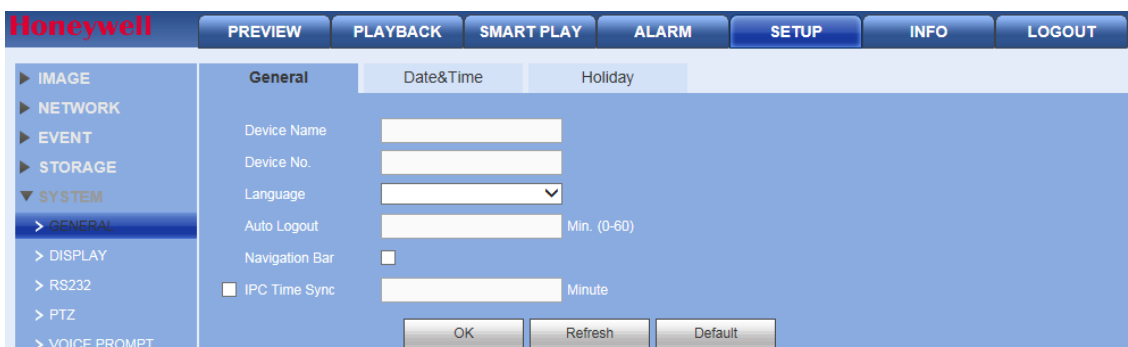 Honeywell
PREVIEW PLAYBACK SMART PLAY ALARM SETUP INFO LOGOUT
IMAGE
NETWORK
EVENT
STORAGE
SYSTEM
> GENERAL
> DISPLAY
> RS232
> PTZ
> VOICE PROMPT
General Date&Time Holiday
Device Name
Device No.
Language
Auto Logout Min. (0-60)
Navigation Bar
IPC Time Sync Minute
OK Refresh Default